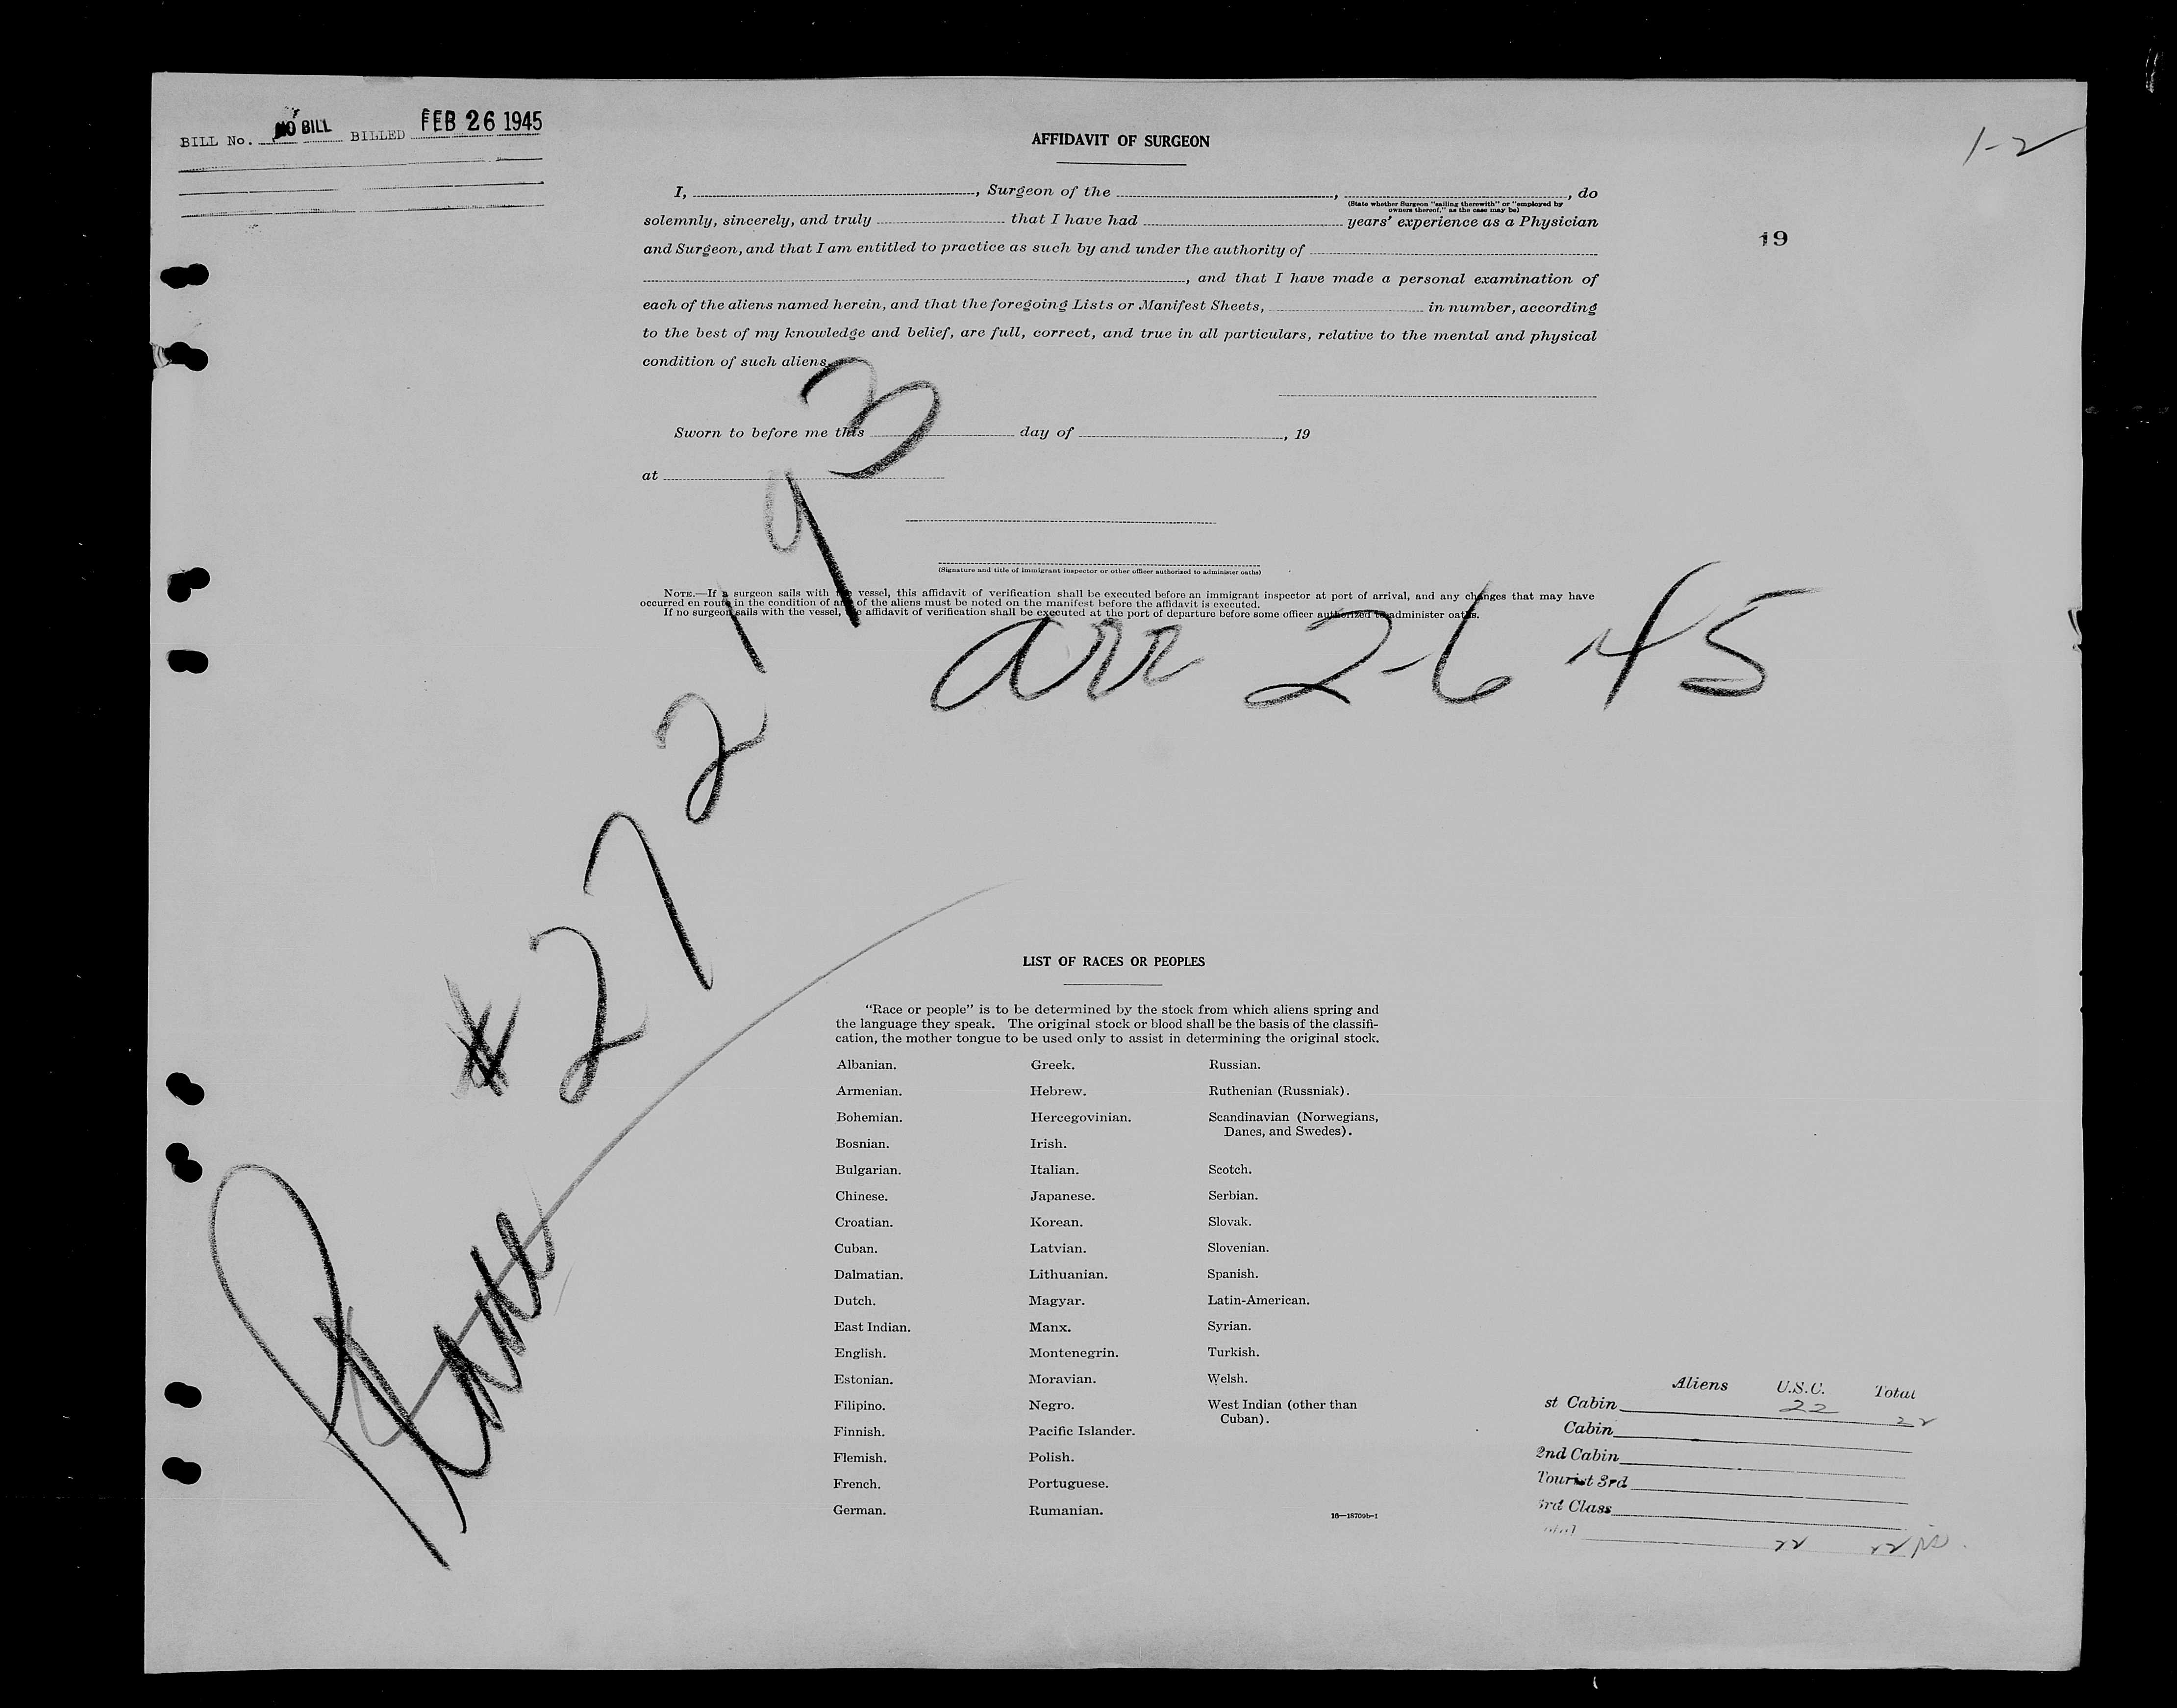 BILL No. NO BILL BILLED FEB 26 1945
1-2
19
AFFIDAVIT OF SURGEON
I, , Surgeon of the , , do
(State whether Surgeon "sailing therewith" or "employed by
owners thereof," as the case may be)
solemnly, sincerely, and truly that I have had years' experience as a Physician
and Surgeon, and that I am entitled to practice as such by and under the authority of
, and that I have made a personal examination of
each of the aliens named herein, and that the foregoing Lists or Manifest Sheets, in number, according
to the best of my knowledge and belief, are full, correct, and true in all particulars, relative to the mental and physical
condition of such aliens.
Sworn to before me this day of , 19
at
(Signature and title of immigrant inspector or other officer authorized to administer oaths)
NOTE.—If a surgeon sails with the vessel, this affidavit of verification shall be executed before an immigrant inspector at port of arrival, and any changes that may have
occurred en route in the condition of any of the aliens must be noted on the manifest before the affidavit is executed.
If no surgeon sails with the vessel, the affidavit of verification shall be executed at the port of departure before some officer authorized to administer oaths.
arr 2-6 45
# 272193
LIST OF RACES OR PEOPLES
"Race or people" is to be determined by the stock from which aliens spring and
the language they speak. The original stock or blood shall be the basis of the classifi-
cation, the mother tongue to be used only to assist in determining the original stock.
Albanian.
Armenian.
Bohemian.
Bosnian.
Bulgarian.
Chinese.
Croatian.
Cuban.
Dalmatian.
Dutch.
East Indian.
English.
Estonian.
Filipino.
Finnish.
Flemish.
French.
German.
Greek.
Hebrew.
Hercegovinian.
Irish.
Italian.
Japanese.
Korean.
Latvian.
Lithuanian.
Magyar.
Manx.
Montenegrin.
Moravian.
Negro.
Pacific Islander.
Polish.
Portuguese.
Rumanian.
Russian.
Ruthenian (Russniak).
Scandinavian (Norwegians,
Danes, and Swedes).
Scotch.
Serbian.
Slovak.
Slovenian.
Spanish.
Latin-American.
Syrian.
Turkish.
Welsh.
West Indian (other than
Cuban).
16—18709b-1
Aliens U.S.C. Total
st Cabin 22 22
Cabin
2nd Cabin
Tourist 3rd
3rd Class
22 22